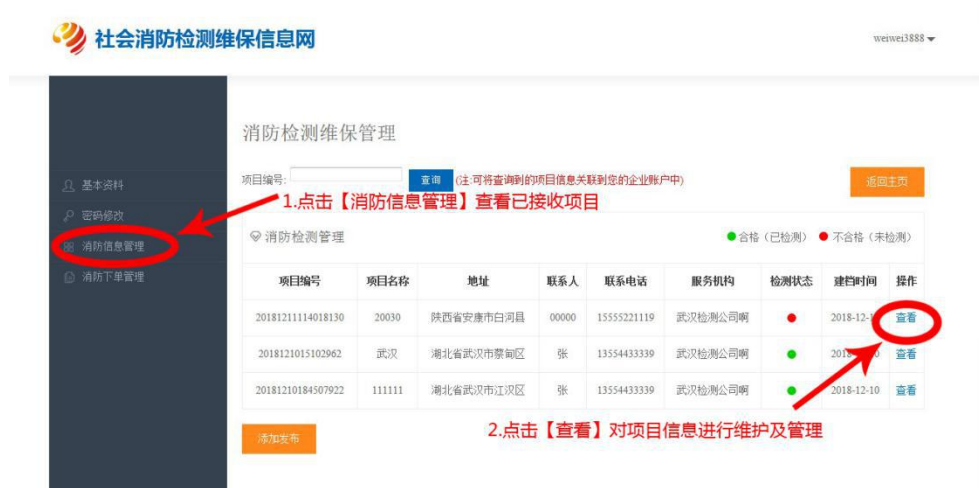 社会消防检测维保信息网
weiwei3888
消防检测维保管理
项目编号: 查询 (注:可将查询到的项目信息关联到您的企业账户中) 返回主页
基本资料
1.点击【消防信息管理】查看已接收项目
密码修改
消防信息管理
消防下单管理
消防检测管理 合格（已检测） 不合格（未检测）
项目编号 项目名称 地址 联系人 联系电话 服务机构 检测状态 建档时间 操作
20181211114018130 20030 陕西省安康市白河县 00000 15555221119 武汉检测公司啊 2018-12-1 查看
2018121015102962 武汉 湖北省武汉市蔡甸区 张 13554433339 武汉检测公司啊 查看
20181210184507922 111111 湖北省武汉市江汉区 张 13554433339 武汉检测公司啊 2018-12-10 查看
2.点击【查看】对项目信息进行维护及管理
添加发布